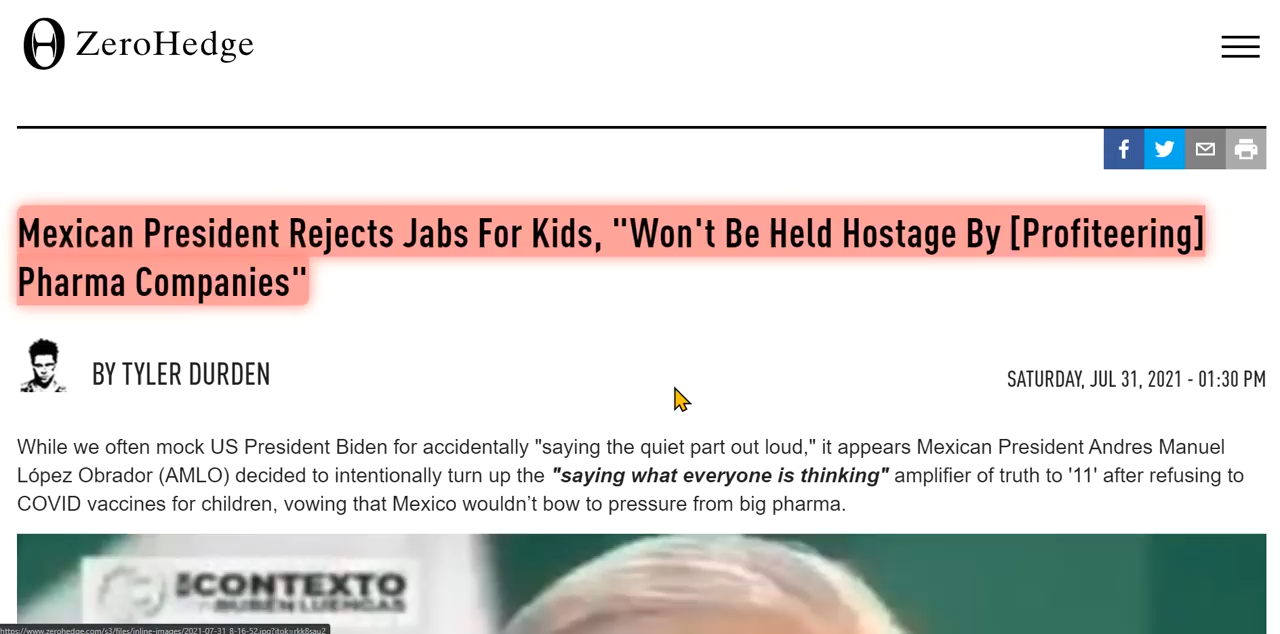 ZeroHedge
Mexican President Rejects Jabs For Kids, "Won't Be Held Hostage By [Profiteering]
Pharma Companies"
BY TYLER DURDEN
SATURDAY, JUL 31, 2021 - 01:30 PM
While we often mock US President Biden for accidentally "saying the quiet part out loud," it appears Mexican President Andres Manuel
López Obrador (AMLO) decided to intentionally turn up the "saying what everyone is thinking" amplifier of truth to '11' after refusing to
COVID vaccines for children, vowing that Mexico wouldn’t bow to pressure from big pharma.
CONTEXTO
RUBÉN LUENGAS